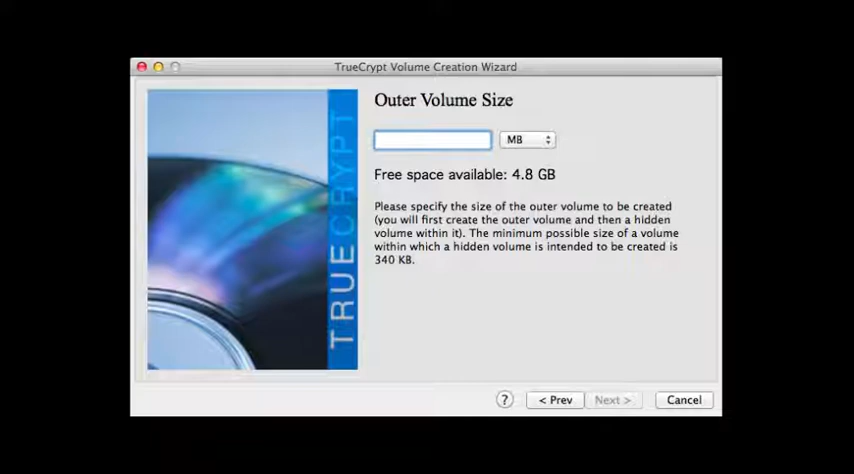 TrueCrypt Volume Creation Wizard
TRUECRYPT
Outer Volume Size
MB
Free space available: 4.8 GB
Please specify the size of the outer volume to be created
(you will first create the outer volume and then a hidden
volume within it). The minimum possible size of a volume
within which a hidden volume is intended to be created is
340 KB.
? < Prev Next > Cancel